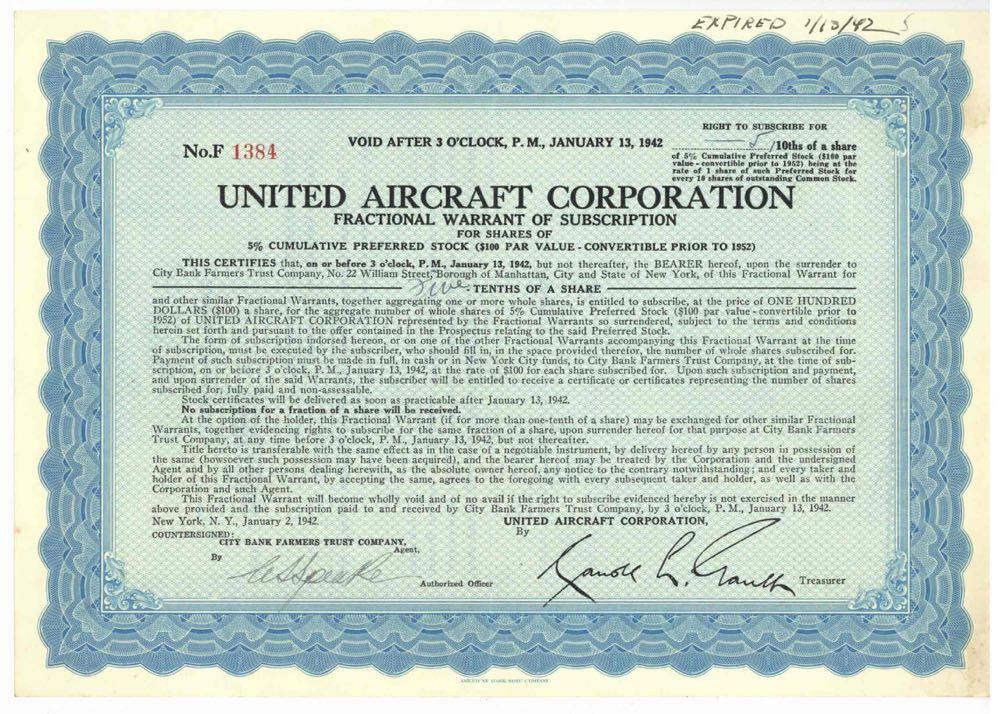 EXPIRED 1/13/42
No.F 1384
VOID AFTER 3 O'CLOCK, P. M., JANUARY 13, 1942
RIGHT TO SUBSCRIBE FOR
5/10ths of a share
of 5% Cumulative Preferred Stock ($100 par
value - convertible prior to 1952) being at the
rate of 1 share of such Preferred Stock for
every 10 shares of outstanding Common Stock.
UNITED AIRCRAFT CORPORATION
FRACTIONAL WARRANT OF SUBSCRIPTION
FOR SHARES OF
5% CUMULATIVE PREFERRED STOCK ($100 PAR VALUE - CONVERTIBLE PRIOR TO 1952)
THIS CERTIFIES that, on or before 3 o'clock, P. M., January 13, 1942, but not thereafter, the BEARER hereof, upon the surrender to
City Bank Farmers Trust Company, No. 22 William Street, Borough of Manhattan, City and State of New York, of this Fractional Warrant for
Five TENTHS OF A SHARE
and other similar Fractional Warrants, together aggregating one or more whole shares, is entitled to subscribe, at the price of ONE HUNDRED
DOLLARS ($100) a share, for the aggregate number of whole shares of 5% Cumulative Preferred Stock ($100 par value - convertible prior to
1952) of UNITED AIRCRAFT CORPORATION represented by the Fractional Warrants so surrendered, subject to the terms and conditions
herein set forth and pursuant to the offer contained in the Prospectus relating to the said Preferred Stock.
The form of subscription indorsed hereon, or on one of the other Fractional Warrants accompanying this Fractional Warrant at the time
of subscription, must be executed by the subscriber, who should fill in, in the space provided therefor, the number of whole shares subscribed for.
Payment of such subscription must be made in full, in cash or in New York City funds, to City Bank Farmers Trust Company, at the time of sub-
scription, on or before 3 o'clock, P. M., January 13, 1942, at the rate of $100 for each share subscribed for. Upon such subscription and payment,
and upon surrender of the said Warrants, the subscriber will be entitled to receive a certificate or certificates representing the number of shares
subscribed for, fully paid and non-assessable.
Stock certificates will be delivered as soon as practicable after January 13, 1942.
No subscription for a fraction of a share will be received.
At the option of the holder, this Fractional Warrant (if for more than one-tenth of a share) may be exchanged for other similar Fractional
Warrants, together evidencing rights to subscribe for the same fraction of a share, upon surrender hereof for that purpose at City Bank Farmers
Trust Company, at any time before 3 o'clock, P. M., January 13, 1942, but not thereafter.
Title hereto is transferable with the same effect as in the case of a negotiable instrument, by delivery hereof by any person in possession of
the same (howsoever such possession may have been acquired), and the bearer hereof may be treated by the Corporation and the undersigned
Agent and by all other persons dealing herewith, as the absolute owner hereof, any notice to the contrary notwithstanding; and every taker and
holder of this Fractional Warrant, by accepting the same, agrees to the foregoing with every subsequent taker and holder, as well as with the
Corporation and such Agent.
This Fractional Warrant will become wholly void and of no avail if the right to subscribe evidenced hereby is not exercised in the manner
above provided and the subscription paid to and received by City Bank Farmers Trust Company, by 3 o'clock, P. M., January 13, 1942.
New York, N. Y., January 2, 1942.
UNITED AIRCRAFT CORPORATION,
COUNTERSIGNED:
CITY BANK FARMERS TRUST COMPANY,
Agent,
By
By
Authorized Officer
Treasurer
AMERICAN BANK NOTE COMPANY.